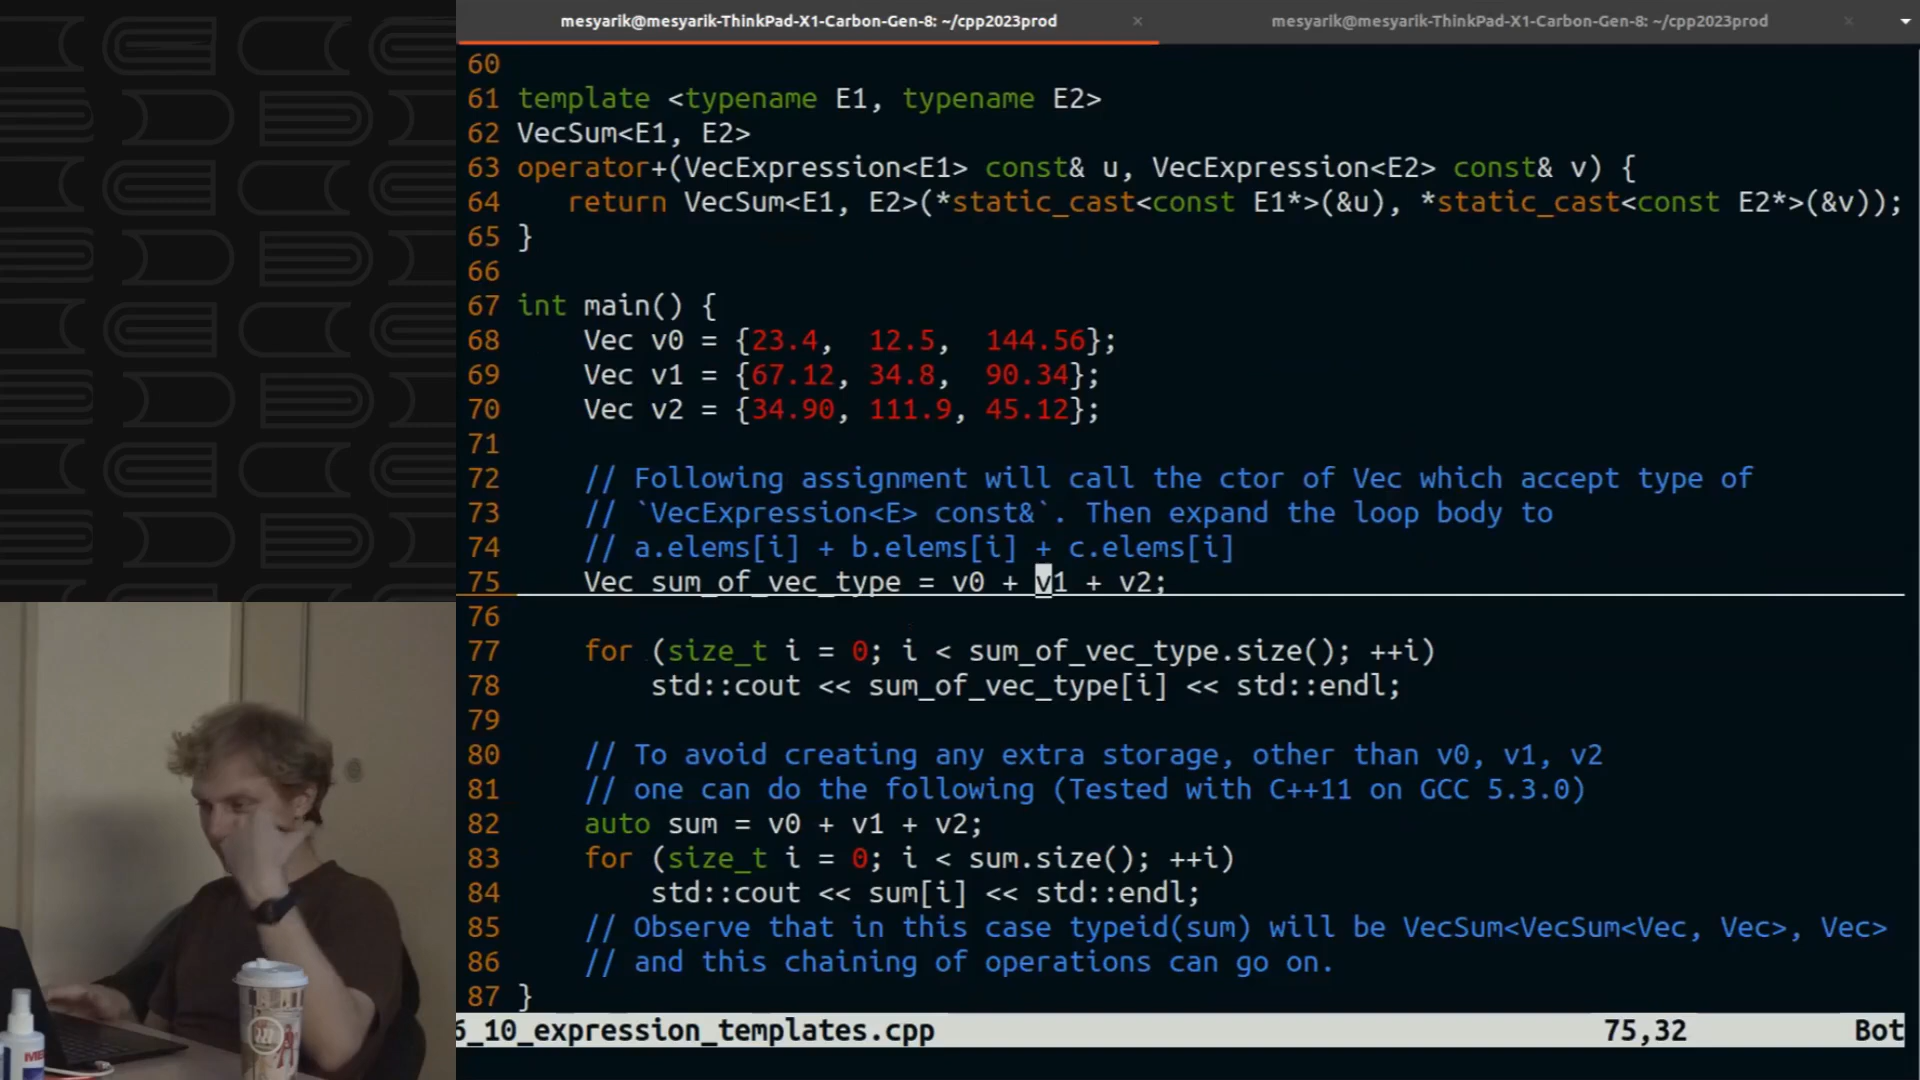 mesyarik@mesyarik-ThinkPad-X1-Carbon-Gen-8: ~/cpp2023prod × mesyarik@mesyarik-ThinkPad-X1-Carbon-Gen-8: ~/cpp2023prod ×
60
61 template <typename E1, typename E2>
62 VecSum<E1, E2>
63 operator+(VecExpression<E1> const& u, VecExpression<E2> const& v) {
64    return VecSum<E1, E2>(*static_cast<const E1*>(&u), *static_cast<const E2*>(&v));
65 }
66
67 int main() {
68     Vec v0 = {23.4,  12.5,  144.56};
69     Vec v1 = {67.12, 34.8,  90.34};
70     Vec v2 = {34.90, 111.9, 45.12};
71
72     // Following assignment will call the ctor of Vec which accept type of
73     // `VecExpression<E> const&`. Then expand the loop body to
74     // a.elems[i] + b.elems[i] + c.elems[i]
75     Vec sum_of_vec_type = v0 + v1 + v2;
76
77     for (size_t i = 0; i < sum_of_vec_type.size(); ++i)
78         std::cout << sum_of_vec_type[i] << std::endl;
79
80     // To avoid creating any extra storage, other than v0, v1, v2
81     // one can do the following (Tested with C++11 on GCC 5.3.0)
82     auto sum = v0 + v1 + v2;
83     for (size_t i = 0; i < sum.size(); ++i)
84         std::cout << sum[i] << std::endl;
85     // Observe that in this case typeid(sum) will be VecSum<VecSum<Vec, Vec>, Vec>
86     // and this chaining of operations can go on.
87 }
6_10_expression_templates.cpp 75,32 Bot